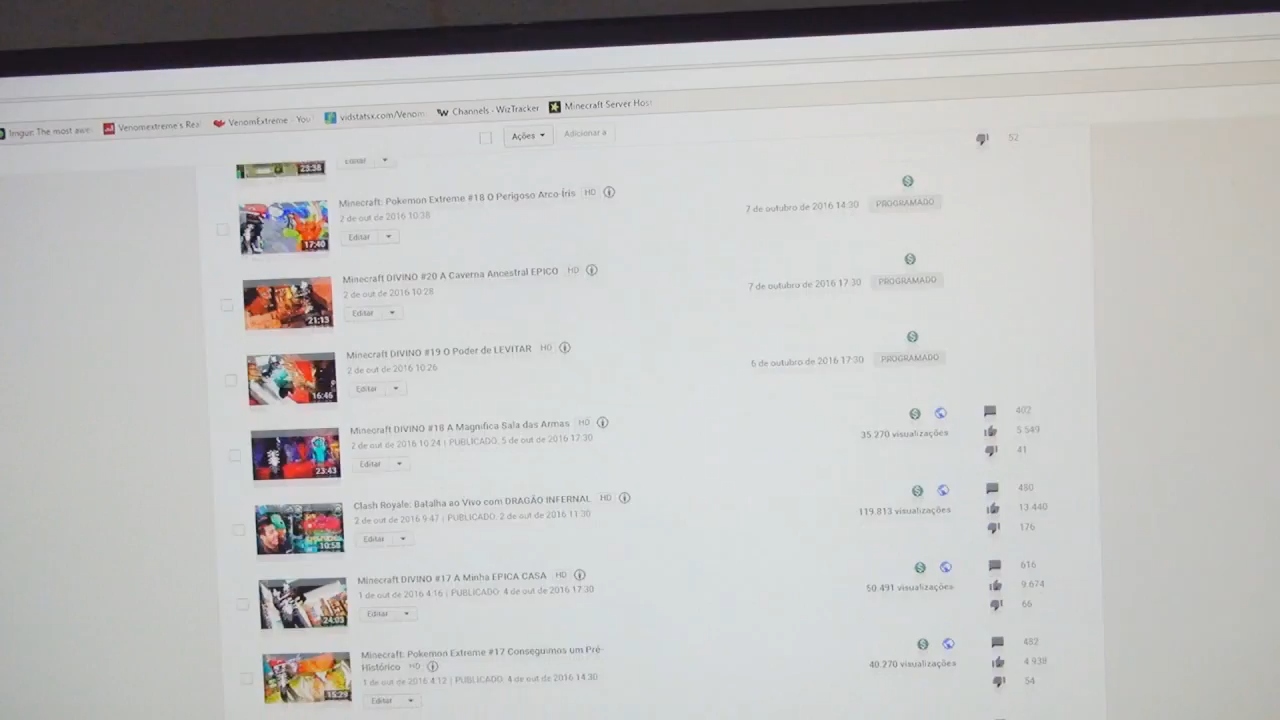 Imgur: The most awe
Venomextreme's Rea
VenomExtreme - You
vidstatsx.com/Venom
Channels - WizTracker
Minecraft Server Host
Ações
Adicionar a
52
23:38
Editar
Minecraft: Pokemon Extreme #18 O Perigoso Arco-Íris HD
2 de out de 2016 10:38
Editar
17:40
7 de outubro de 2016 14:30
PROGRAMADO
Minecraft DIVINO #20 A Caverna Ancestral EPICO HD
2 de out de 2016 10:28
Editar
21:13
7 de outubro de 2016 17:30
PROGRAMADO
Minecraft DIVINO #19 O Poder de LEVITAR HD
2 de out de 2016 10:26
Editar
16:46
6 de outubro de 2016 17:30
PROGRAMADO
Minecraft DIVINO #18 A Magnifica Sala das Armas HD
2 de out de 2016 10:24 | PUBLICADO: 5 de out de 2016 17:30
Editar
23:43
35.270 visualizações
402
5.549
41
Clash Royale: Batalha ao Vivo com DRAGÃO INFERNAL HD
2 de out de 2016 9:47 | PUBLICADO: 2 de out de 2016 11:30
Editar
10:58
119.813 visualizações
480
13.440
176
Minecraft DIVINO #17 A Minha EPICA CASA HD
1 de out de 2016 4:16 | PUBLICADO: 4 de out de 2016 17:30
Editar
24:03
50.491 visualizações
616
9.674
66
Minecraft: Pokemon Extreme #17 Conseguimos um Pré-
Histórico HD
1 de out de 2016 4:12 | PUBLICADO: 4 de out de 2016 14:30
Editar
15:29
40.270 visualizações
482
4.938
54